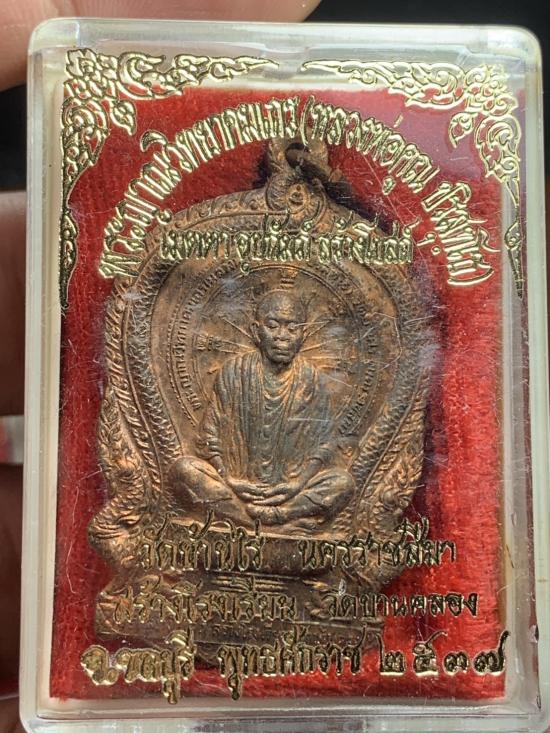 พระญาณวิทยาคมเถร (หลวงพ่อคูณ ปริสุทโธ)
เมตตาอุปถัมภ์ สร้างโบสถ์
วัดบ้านไร่ นครราชสีมา
สร้างโรงเรียน วัดบ้านคลอง
จ.ชลบุรี พุทธศักราช ๒๕๓๗